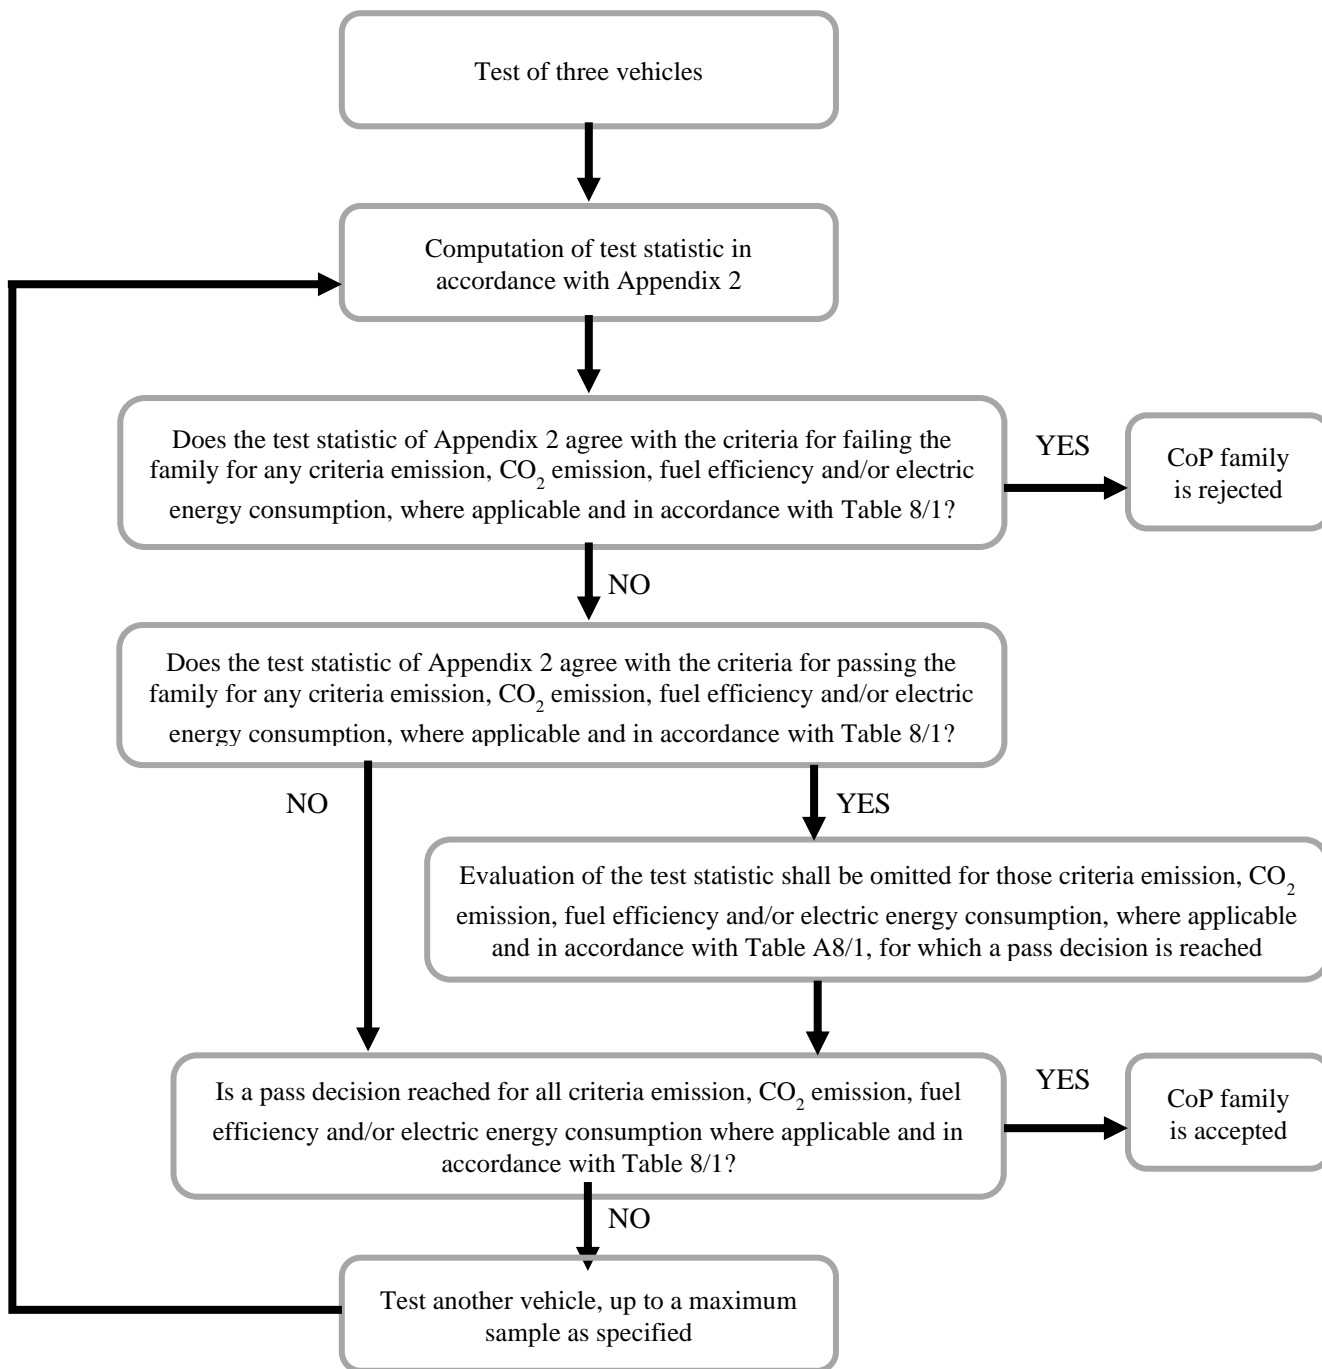 Test of three vehicles
Computation of test statistic in
accordance with Appendix 2
Does the test statistic of Appendix 2 agree with the criteria for failing the
family for any criteria emission, CO₂ emission, fuel efficiency and/or electric
energy consumption, where applicable and in accordance with Table 8/1?
YES
CoP family
is rejected
NO
Does the test statistic of Appendix 2 agree with the criteria for passing the
family for any criteria emission, CO₂ emission, fuel efficiency and/or electric
energy consumption, where applicable and in accordance with Table 8/1?
NO
YES
Evaluation of the test statistic shall be omitted for those criteria emission, CO₂
emission, fuel efficiency and/or electric energy consumption, where applicable
and in accordance with Table A8/1, for which a pass decision is reached
Is a pass decision reached for all criteria emission, CO₂ emission, fuel
efficiency and/or electric energy consumption where applicable and in
accordance with Table 8/1?
YES
CoP family
is accepted
NO
Test another vehicle, up to a maximum
sample as specified